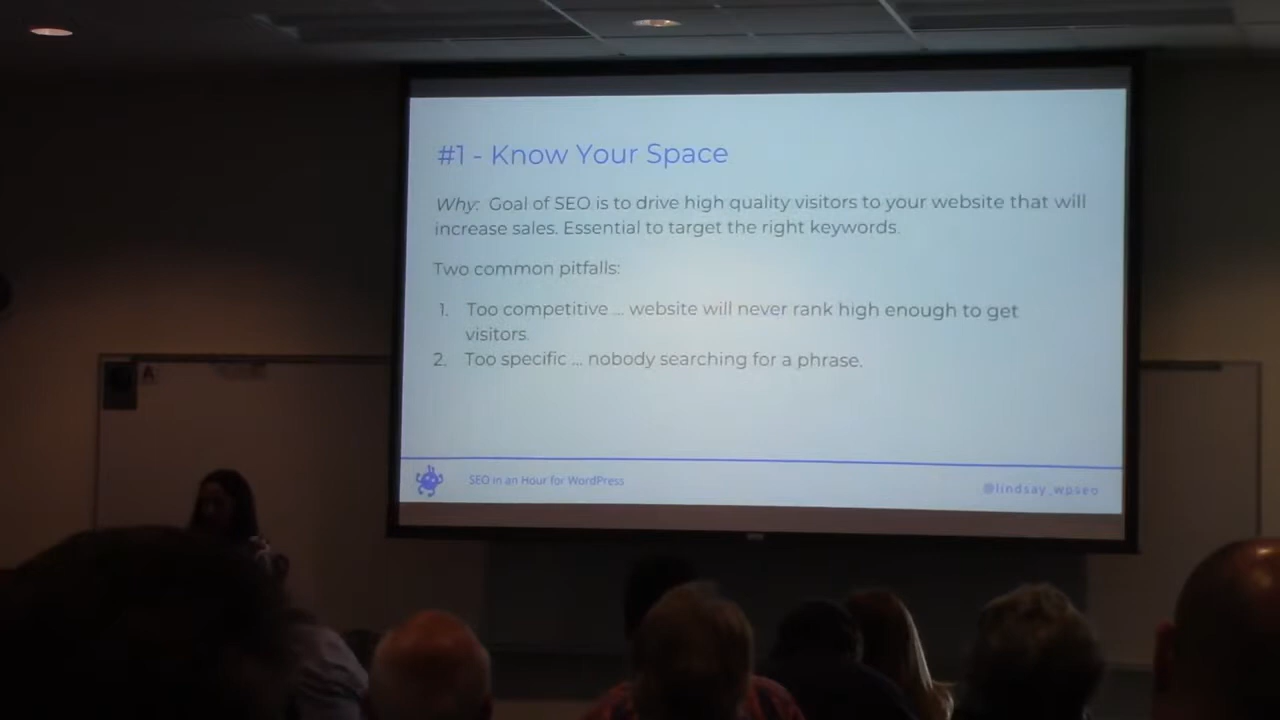 #1 - Know Your Space
Why: Goal of SEO is to drive high quality visitors to your website that will
increase sales. Essential to target the right keywords.
Two common pitfalls:
1. Too competitive ... website will never rank high enough to get
visitors.
2. Too specific ... nobody searching for a phrase.
SEO in an Hour for WordPress
@lindsay_wpseo
A